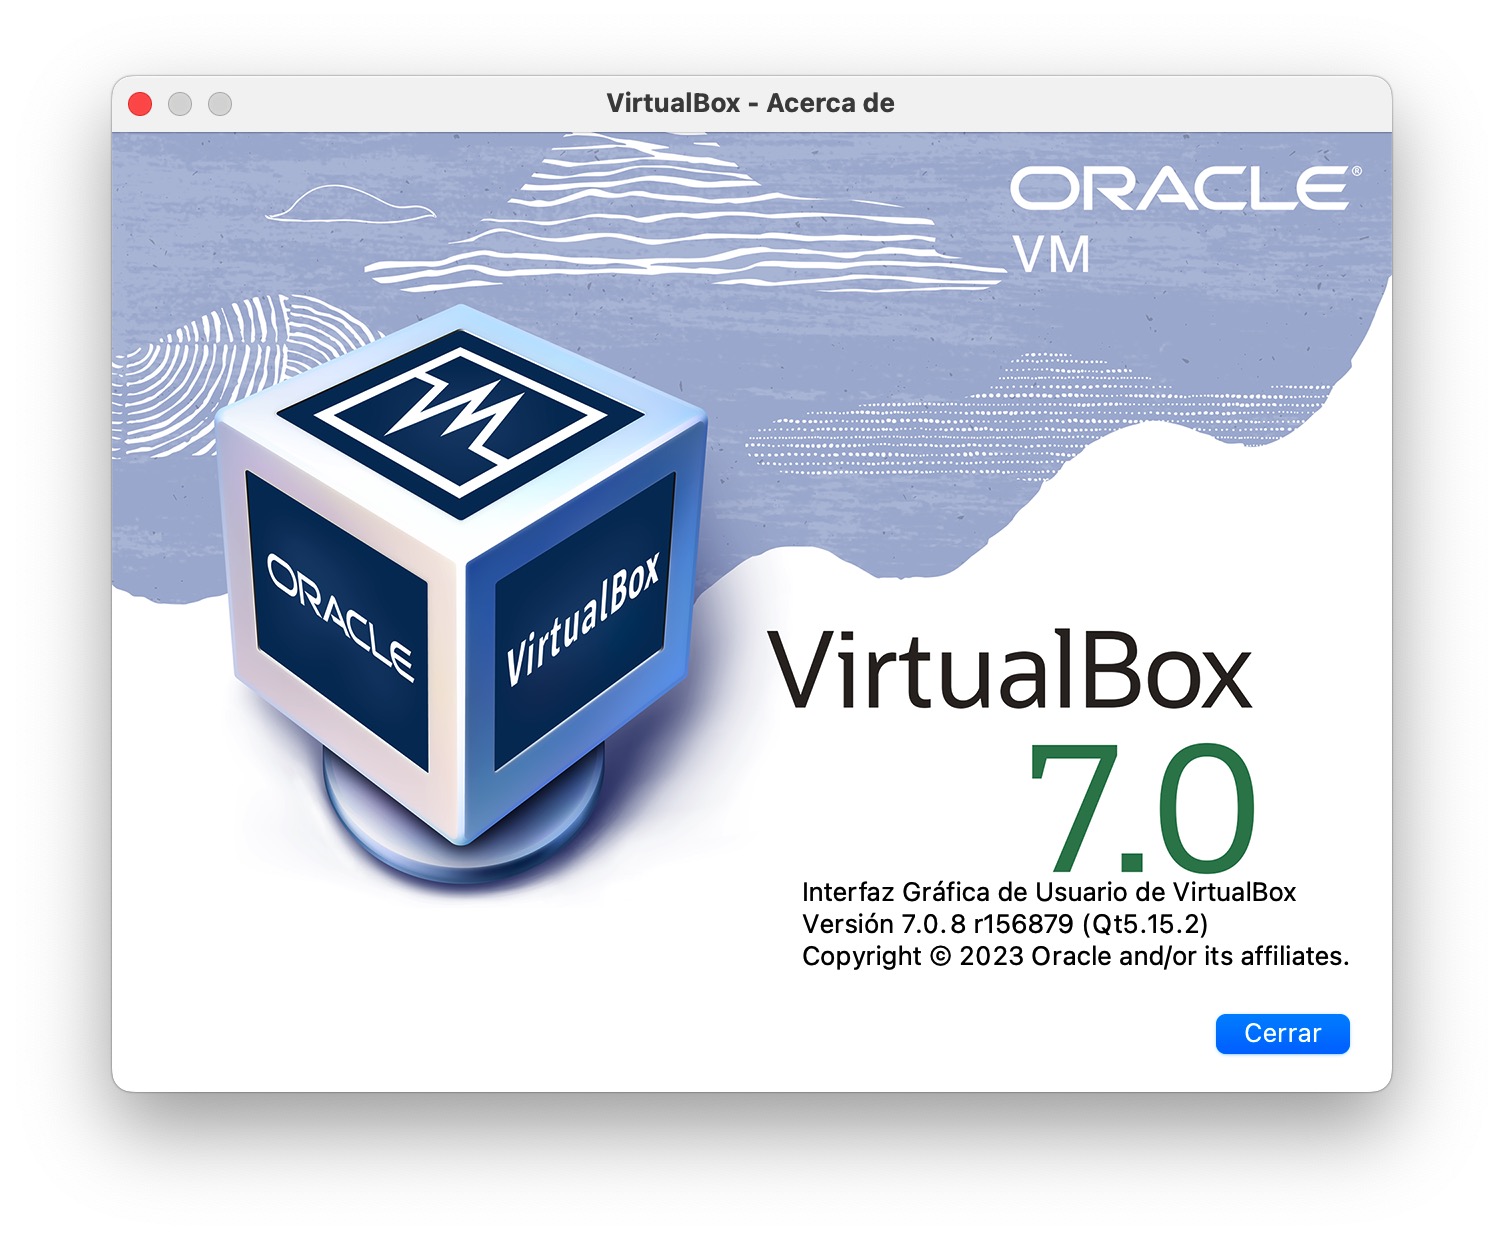 VirtualBox - Acerca de
ORACLE®
VM
VM
ORACLE
VirtualBox
VirtualBox
7.0
Interfaz Gráfica de Usuario de VirtualBox
Versión 7.0.8 r156879 (Qt5.15.2)
Copyright © 2023 Oracle and/or its affiliates.
Cerrar